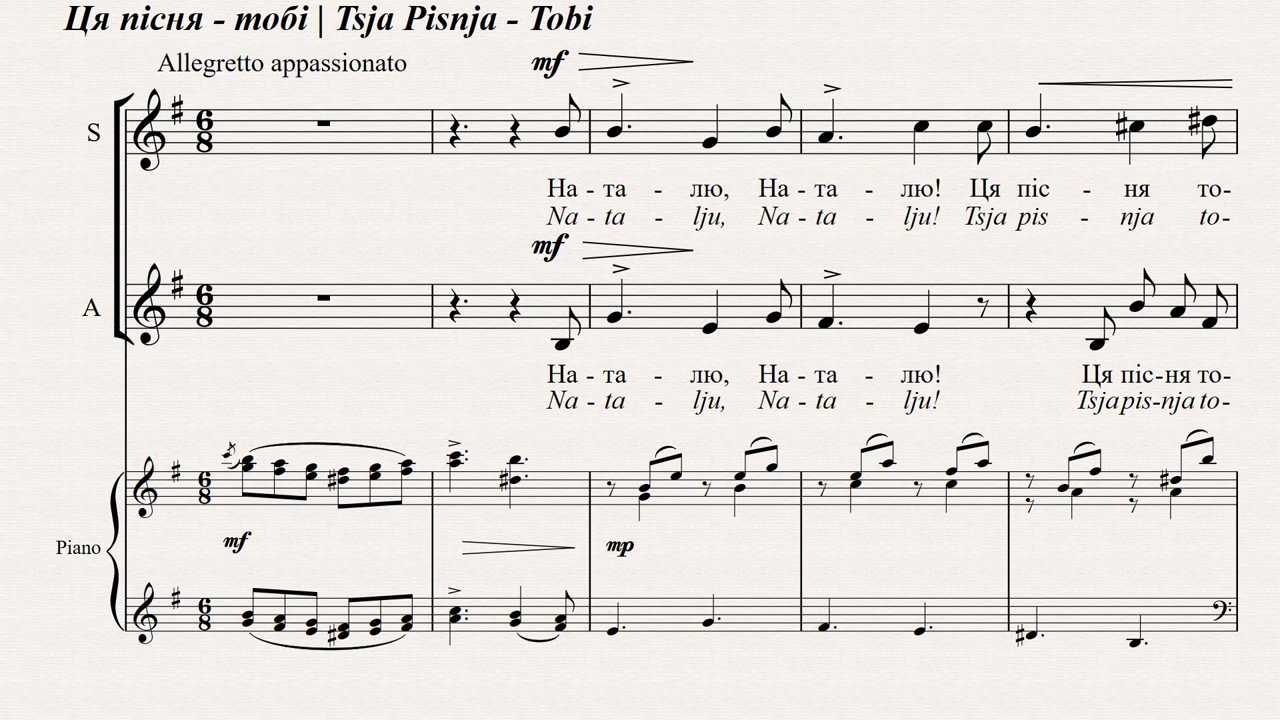 Ця пісня - тобі | Tsja Pisnja - Tobi
Allegretto appassionato
mf
S
6
8
На - та - лю, На - та - лю! Ця піс - ня то-
Na - ta - lju, Na - ta - lju! Tsja pis - nja to-
mf
A
6
8
На - та - лю, На - та - лю! Ця піс-ня то-
Na - ta - lju, Na - ta - lju! Tsja pis-nja to-
6
8
Piano
mf
mp
6
8